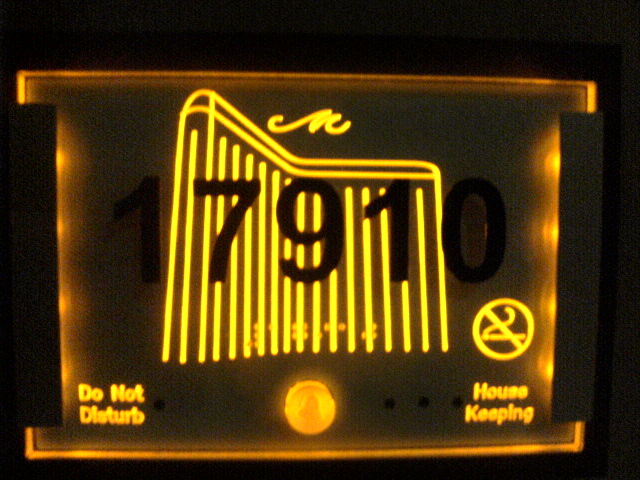 17910
Do Not
Disturb
House
Keeping